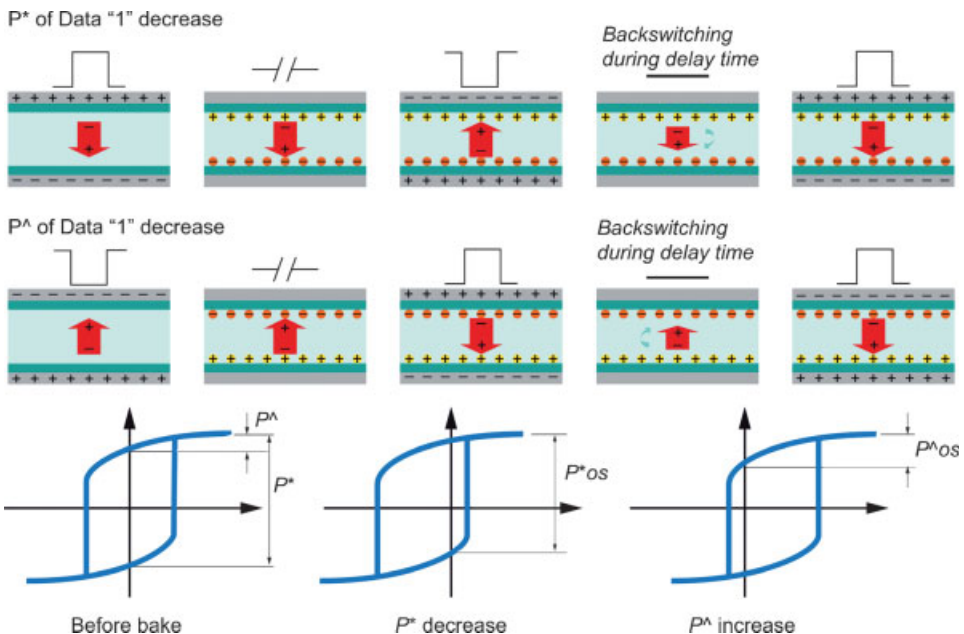 P* of Data “1” decrease
Backswitching
during delay time
+ + + + + + + + +
− − − − − − − − −
− +
− − − − − − − − −
+ + + + + + + + +
− +
+ + + + + + + + +
− − − − − − − − −
+ −
− − − − − − − − −
+ + + + + + + + +
− +
+ + + + + + + + +
− − − − − − − − −
− +
P^ of Data “1” decrease
Backswitching
during delay time
− − − − − − − − −
+ −
+ + + + + + + + +
− − − − − − − − −
+ −
+ + + + + + + + +
+ + + + + + + + +
− +
− − − − − − − − −
− − − − − − − − −
+ −
+ + + + + + + + +
+ + + + + + + + +
− +
− − − − − − − − −
P^
P*
P*os
P^os
Before bake
P* decrease
P^ increase